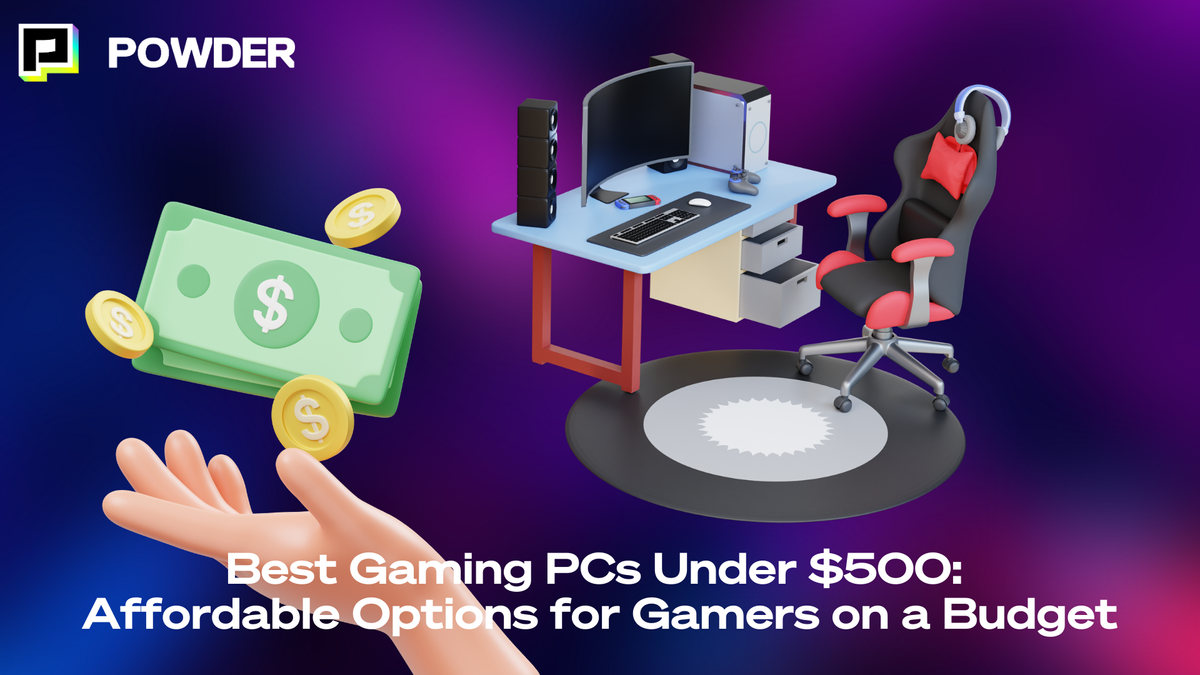 POWDER
$
$
$
$
Best Gaming PCs Under $500:
Affordable Options for Gamers on a Budget